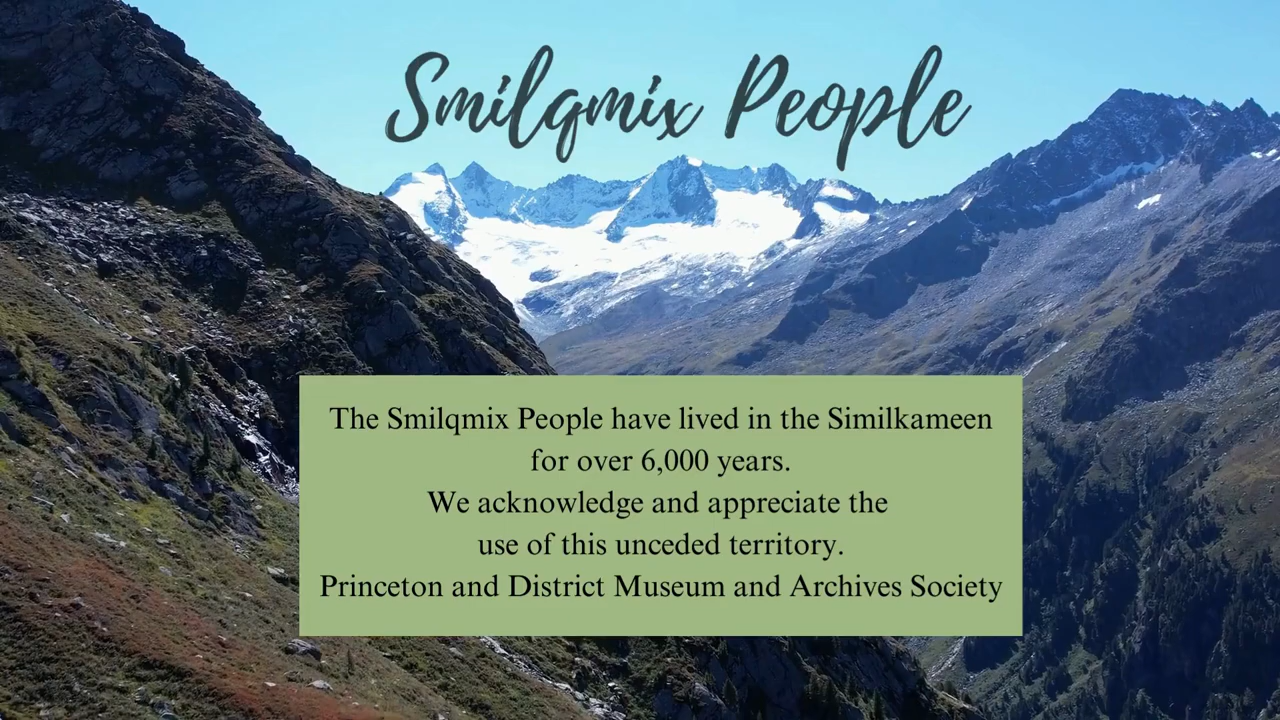 Smilqmix People
The Smilqmix People have lived in the Similkameen
for over 6,000 years.
We acknowledge and appreciate the
use of this unceded territory.
Princeton and District Museum and Archives Society